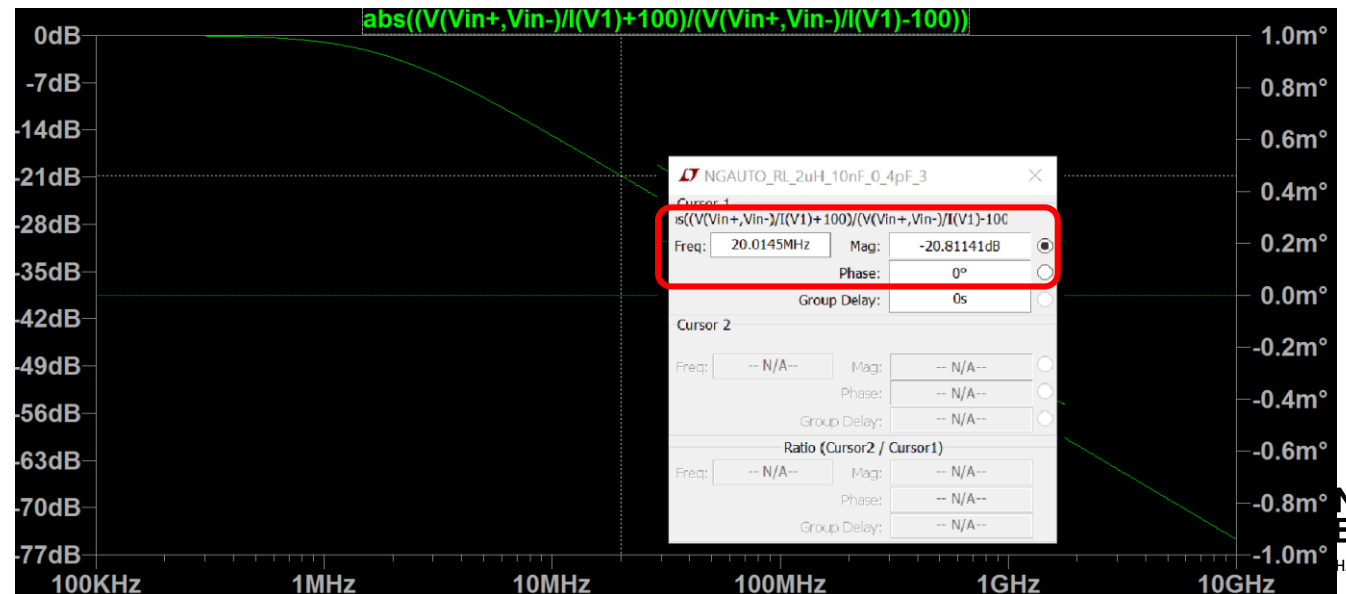 abs((V(Vin+,Vin-)/I(V1)+100)/(V(Vin+,Vin-)/I(V1)-100))
0dB
-7dB
-14dB
-21dB
-28dB
-35dB
-42dB
-49dB
-56dB
-63dB
-70dB
-77dB
1.0m°
0.8m°
0.6m°
0.4m°
0.2m°
0.0m°
-0.2m°
-0.4m°
-0.6m°
-0.8m°
-1.0m°
100KHz 1MHz 10MHz 100MHz 1GHz 10GHz
NGAUTO_RL_2uH_10nF_0_4pF_3
Cursor 1
s((V(Vin+,Vin-)/I(V1)+100)/(V(Vin+,Vin-)/I(V1)-100
Freq: 20.0145MHz Mag: -20.81141dB
Phase: 0°
Group Delay: 0s
Cursor 2
Freq: -- N/A-- Mag: -- N/A--
Phase: -- N/A--
Group Delay: -- N/A--
Ratio (Cursor2 / Cursor1)
Freq: -- N/A-- Mag: -- N/A--
Phase: -- N/A--
Group Delay: -- N/A--